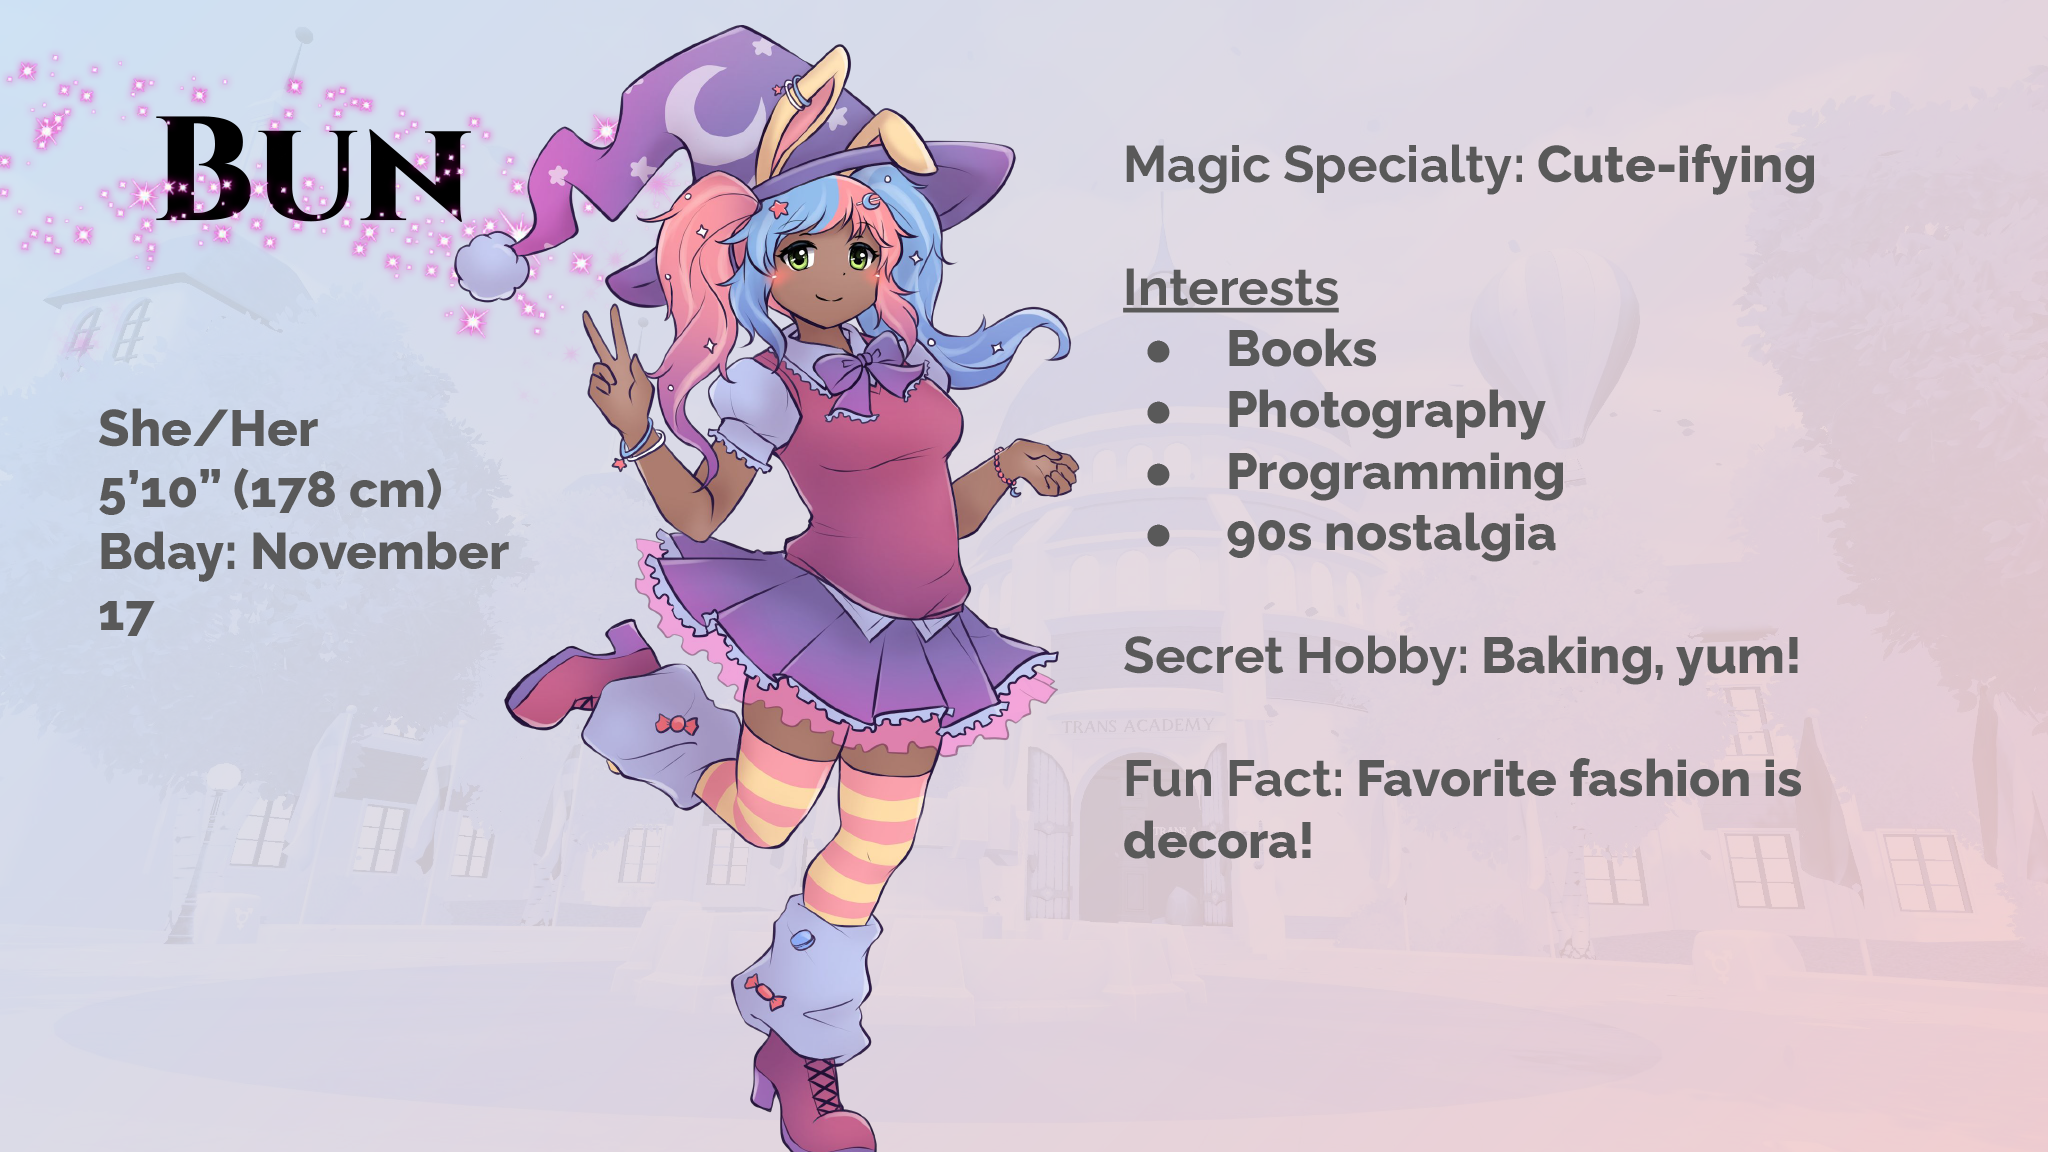 Bun
She/Her
5’10” (178 cm)
Bday: November
17
Magic Specialty: Cute-ifying
Interests
● Books
● Photography
● Programming
● 90s nostalgia
Secret Hobby: Baking, yum!
Fun Fact: Favorite fashion is
decora!
TRANS ACADEMY